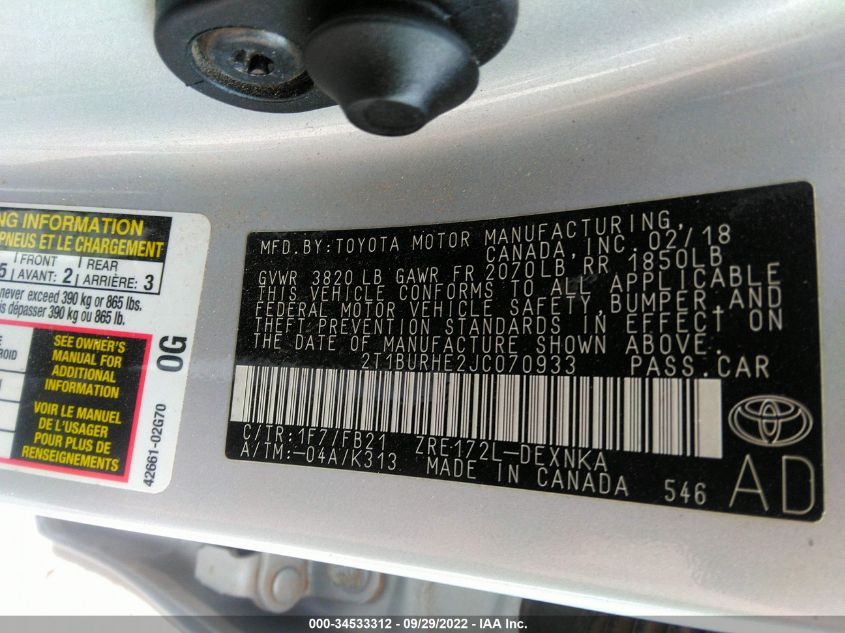 NG INFORMATION
PNEUS ET LE CHARGEMENT
5 FRONT AVANT: 2 REAR ARRIÈRE: 3
never exceed 390 kg or 865 lbs.
dépasser 390 kg ou 865 lb.
SEE OWNER'S
MANUAL FOR
ADDITIONAL
INFORMATION
VOIR LE MANUEL
DE L'USAGER
POUR PLUS DE
RENSEIGNEMENTS
0G
42661-02G70
MFD.BY:TOYOTA MOTOR MANUFACTURING,
CANADA,INC. 02/18
GVWR 3820 LB GAWR FR 2070LB RR 1850LB
THIS VEHICLE CONFORMS TO ALL APPLICABLE
FEDERAL MOTOR VEHICLE SAFETY,BUMPER,AND
THEFT PREVENTION STANDARDS IN EFFECT ON
THE DATE OF MANUFACTURE SHOWN ABOVE.
2T1BURHE2JC070933 PASS.CAR
C/TR:1F7/FB21 ZRE172L-DEXNKA
A/TM:-04A/K313 MADE IN CANADA 546
AD
000-34533312 - 09/29/2022 - IAA Inc.